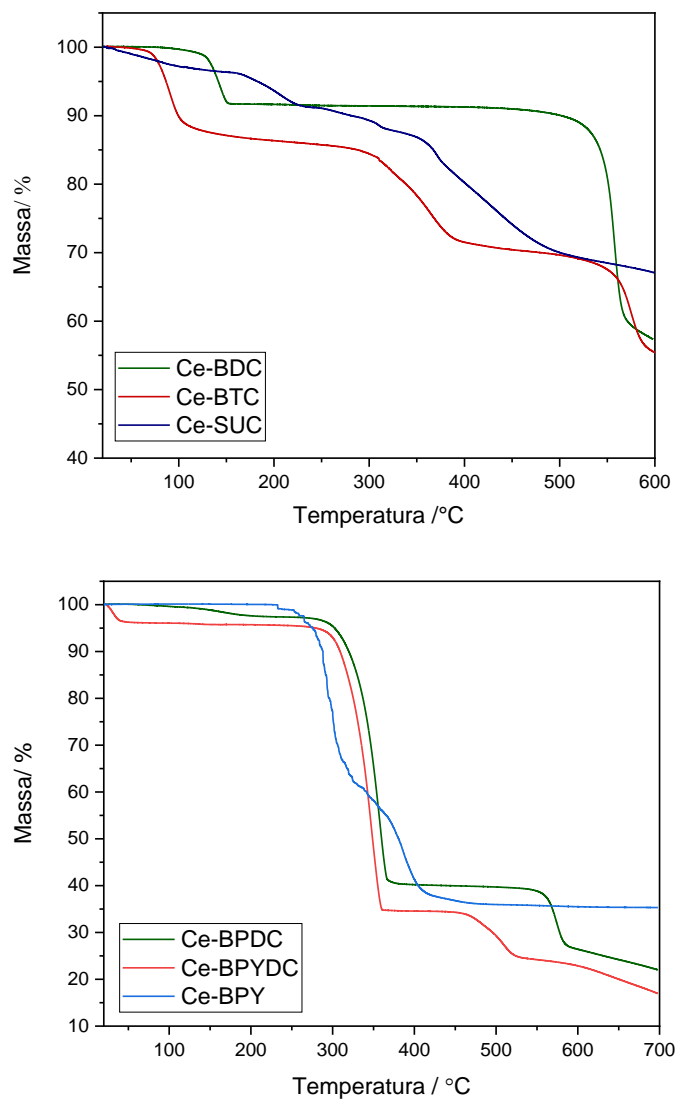 100
90
80
70
60
50
40
Massa/ %
Ce-BDC
Ce-BTC
Ce-SUC
100 200 300 400 500 600
Temperatura /°C
100
90
80
70
60
50
40
30
20
10
Massa/ %
Ce-BPDC
Ce-BPYDC
Ce-BPY
100 200 300 400 500 600 700
Temperatura / °C